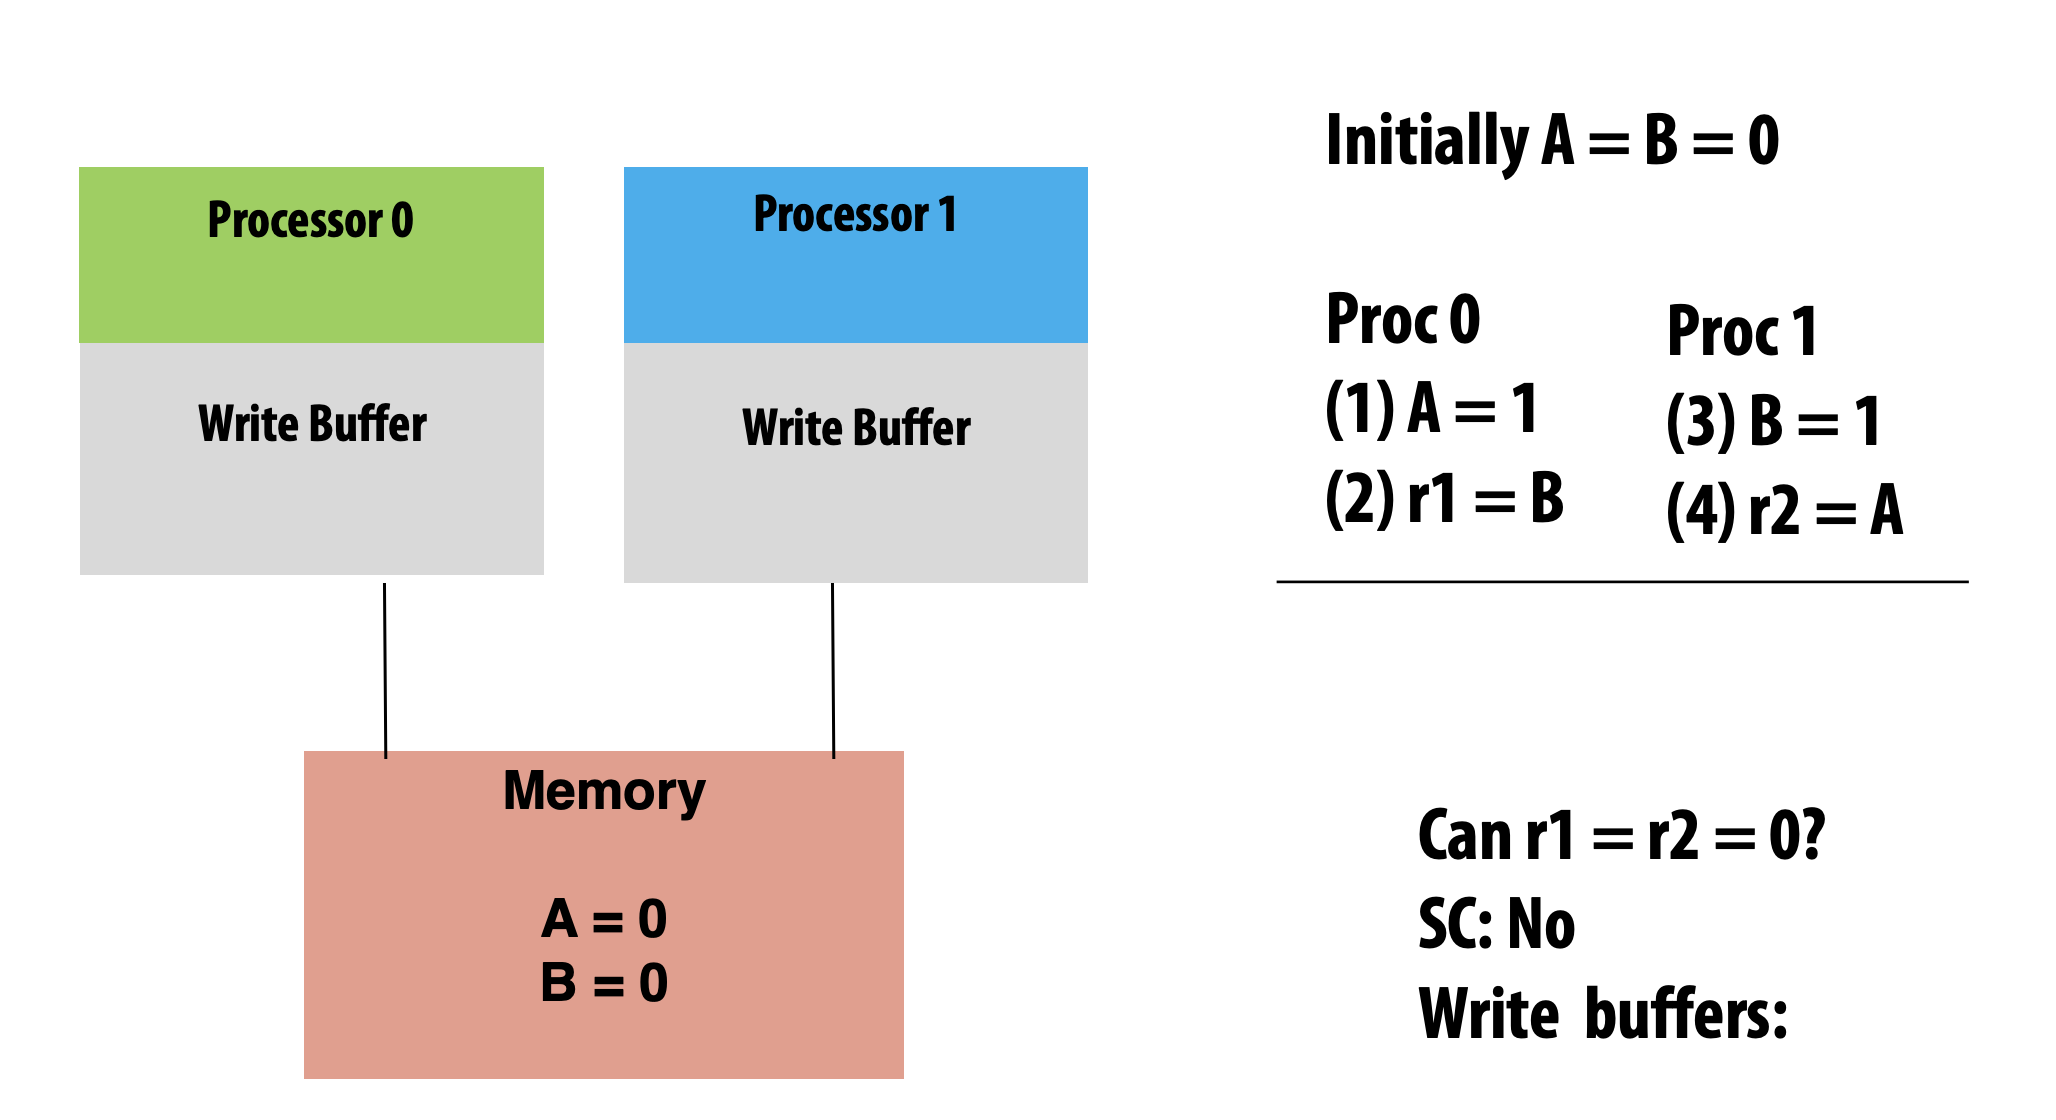 Processor 0
Write Buffer
Processor 1
Write Buffer
Memory
A = 0
B = 0
Initially A = B = 0
Proc 0
(1) A = 1
(2) r1 = B
Proc 1
(3) B = 1
(4) r2 = A
Can r1 = r2 = 0?
SC: No
Write buffers: